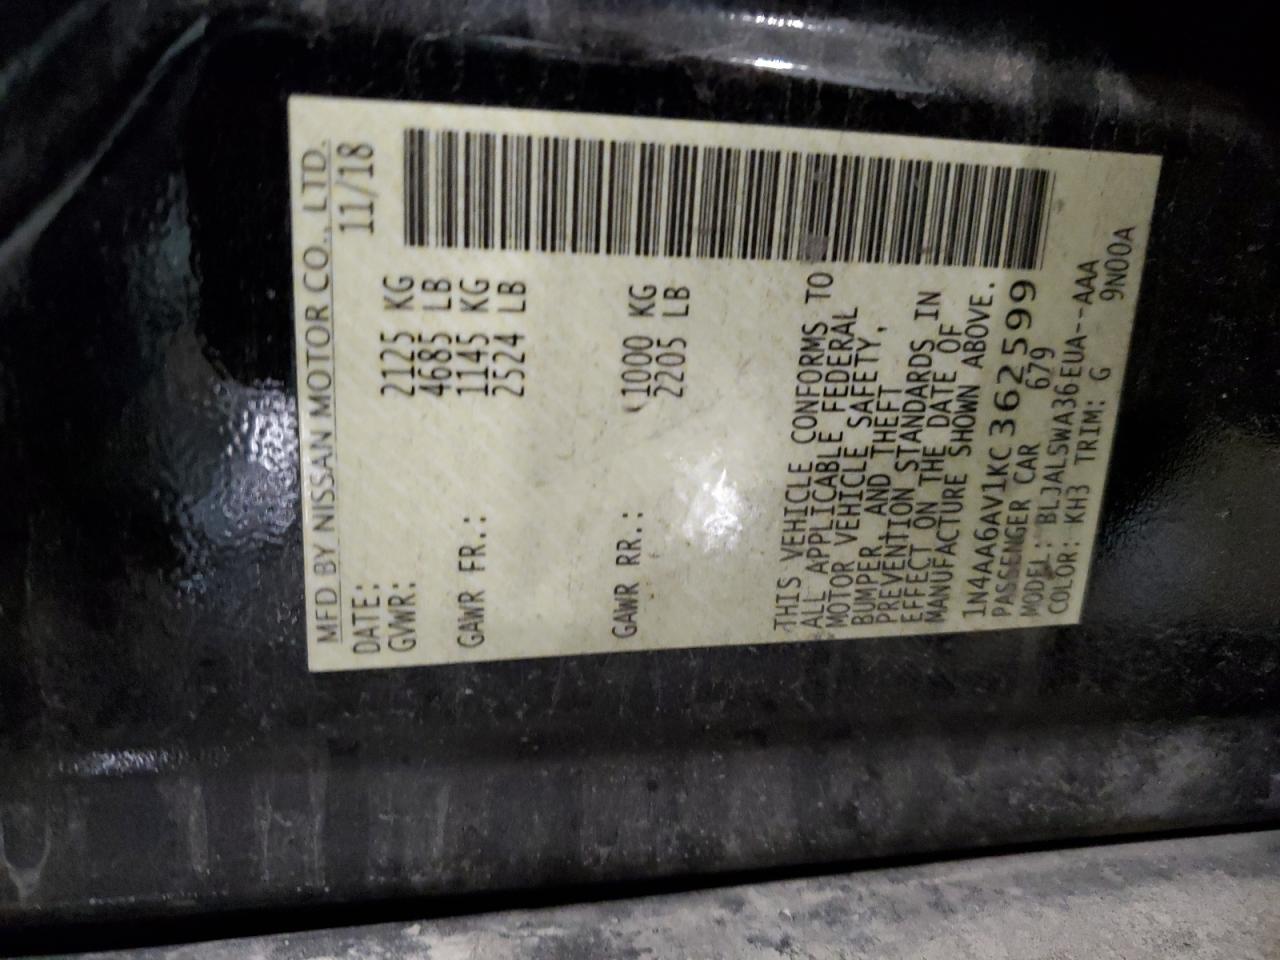 MFD BY NISSAN MOTOR CO., LTD.
DATE: 11/18
GVWR: 2125 KG
4685 LB
GAWR FR.: 1145 KG
2524 LB
GAWR RR.: 1000 KG
2205 LB
THIS VEHICLE CONFORMS TO
ALL APPLICABLE FEDERAL
MOTOR VEHICLE SAFETY,
BUMPER, AND THEFT
PREVENTION STANDARDS IN
EFFECT ON THE DATE OF
MANUFACTURE SHOWN ABOVE.
1N4AA6AV1KC362599
PASSENGER CAR 679
MODEL: BLJALSWA36EUA--AAA
COLOR: KH3 TRIM: G 9N00A